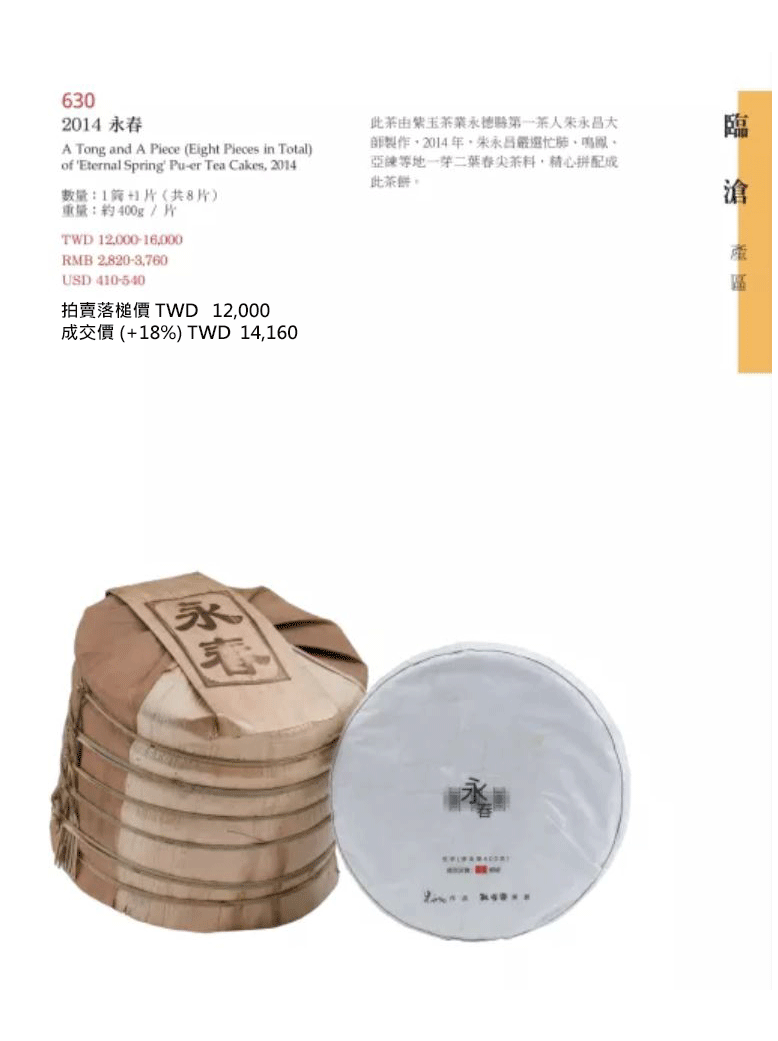 630
2014 永春
A Tong and A Piece (Eight Pieces in Total)
of 'Eternal Spring' Pu-er Tea Cakes, 2014
數量：1 筒 +1 片（共 8 片）
重量：約 400g / 片
TWD 12,000-16,000
RMB 2,820-3,760
USD 410-540
拍賣落槌價 TWD 12,000
成交價 (+18%) TWD 14,160
此茶由紫玉茶業永德縣第一茶人朱永昌大
師製作，2014 年，朱永昌嚴選忙肺、鳴鳳、
亞練等地一芽二葉春尖茶料，精心拼配成
此茶餅。
臨滄
產區
永春
永春